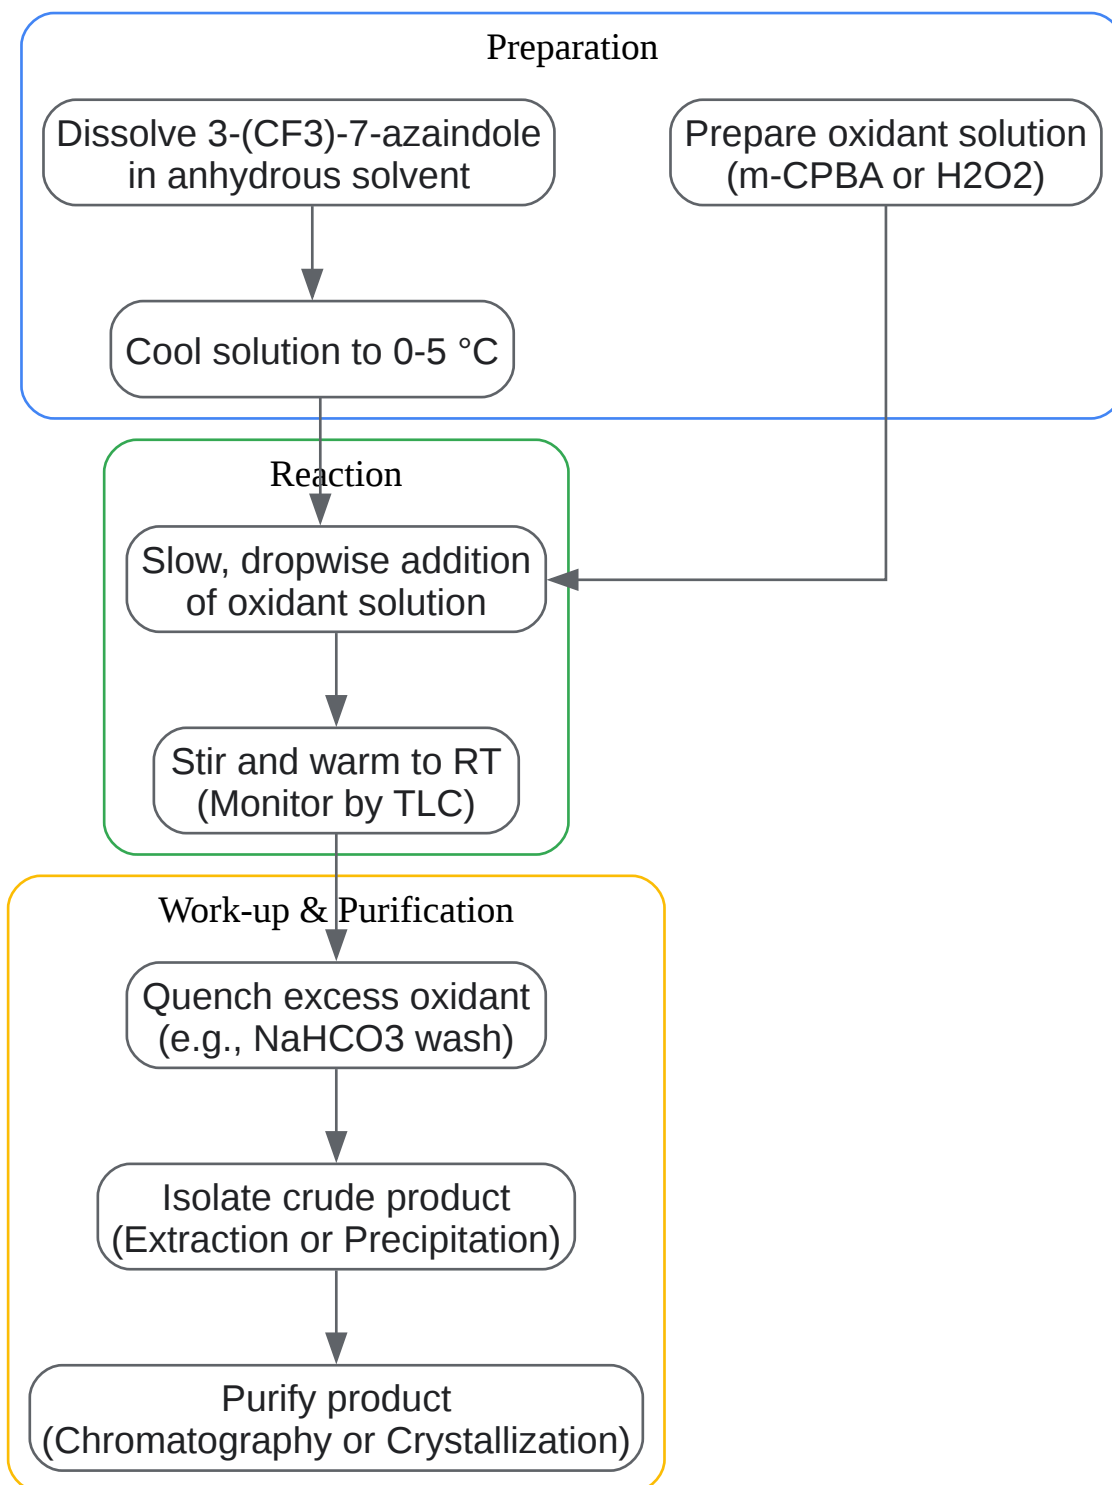 Preparation
Dissolve 3-(CF3)-7-azaindole
in anhydrous solvent
Prepare oxidant solution
(m-CPBA or H2O2)
Cool solution to 0-5 °C
Reaction
Slow, dropwise addition
of oxidant solution
Stir and warm to RT
(Monitor by TLC)
Work-up & Purification
Quench excess oxidant
(e.g., NaHCO3 wash)
Isolate crude product
(Extraction or Precipitation)
Purify product
(Chromatography or Crystallization)